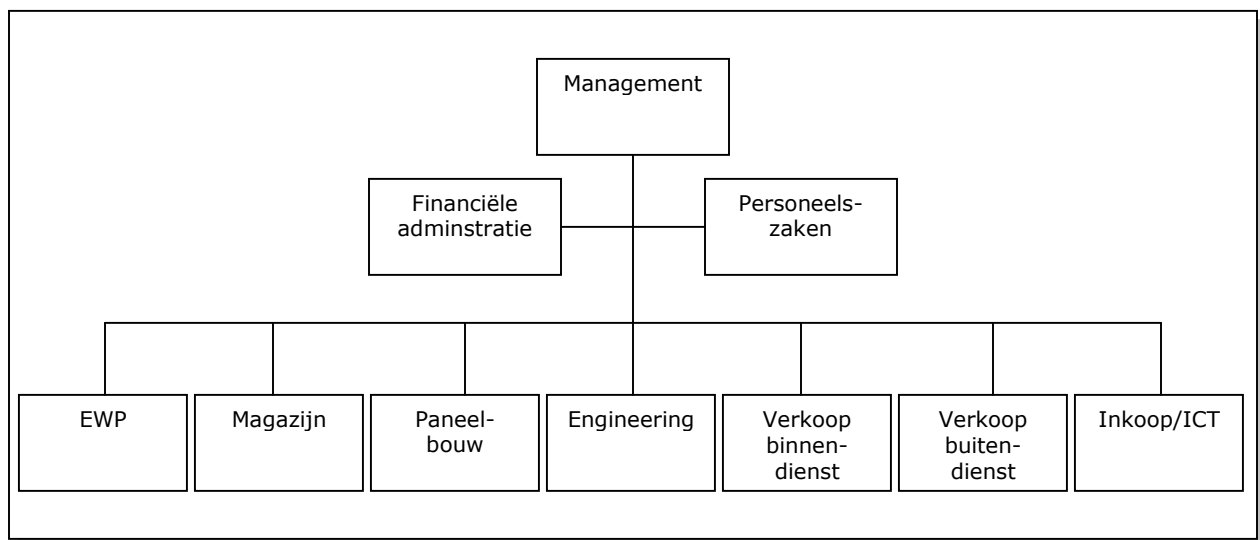 Management
Financiële
adminstratie
Personeels-
zaken
EWP
Magazijn
Paneel-
bouw
Engineering
Verkoop
binnen-
dienst
Verkoop
buiten-
dienst
Inkoop/ICT